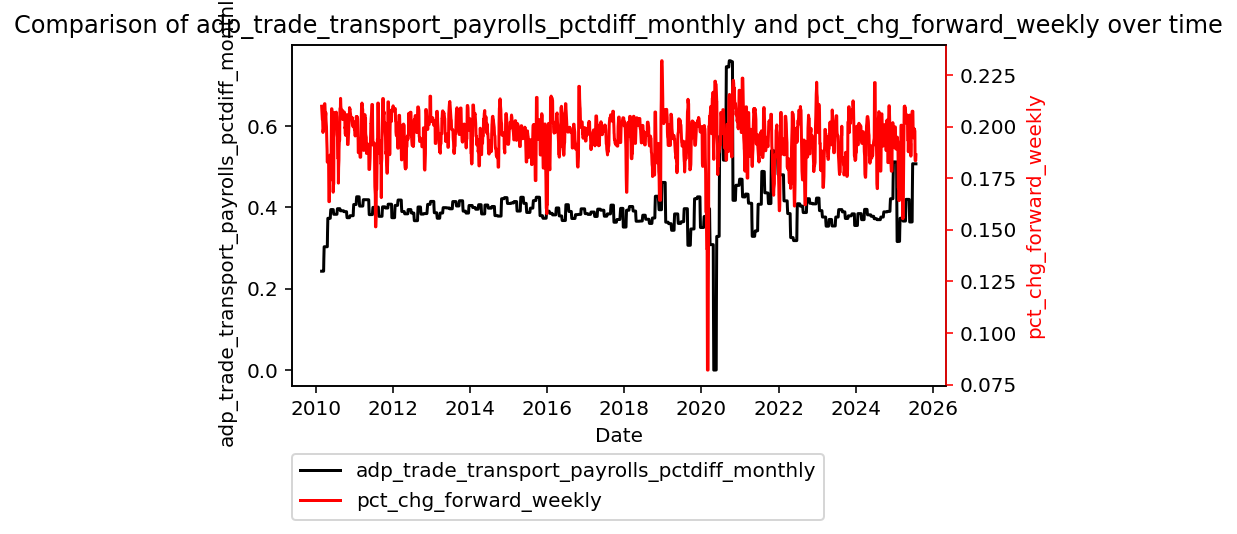 Comparison of adp_trade_transport_payrolls_pctdiff_monthly and pct_chg_forward_weekly over time
adp_trade_transport_payrolls_pctdiff_monthly
0.6
0.4
0.2
0.0
0.225
0.200
0.175
0.150
0.125
0.100
0.075
pct_chg_forward_weekly
2010 2012 2014 2016 2018 2020 2022 2024 2026
Date
adp_trade_transport_payrolls_pctdiff_monthly
pct_chg_forward_weekly